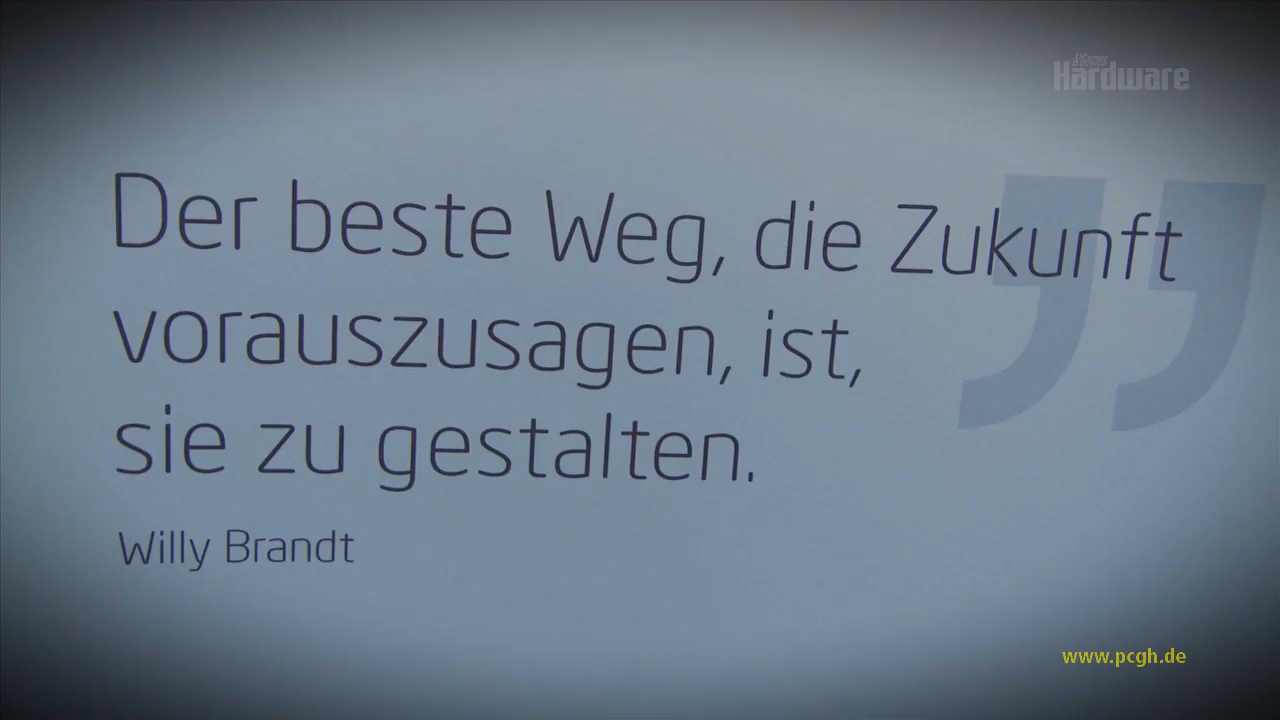 Hardware
Der beste Weg, die Zukunft
vorauszusagen, ist,
sie zu gestalten.
Willy Brandt
www.pcgh.de